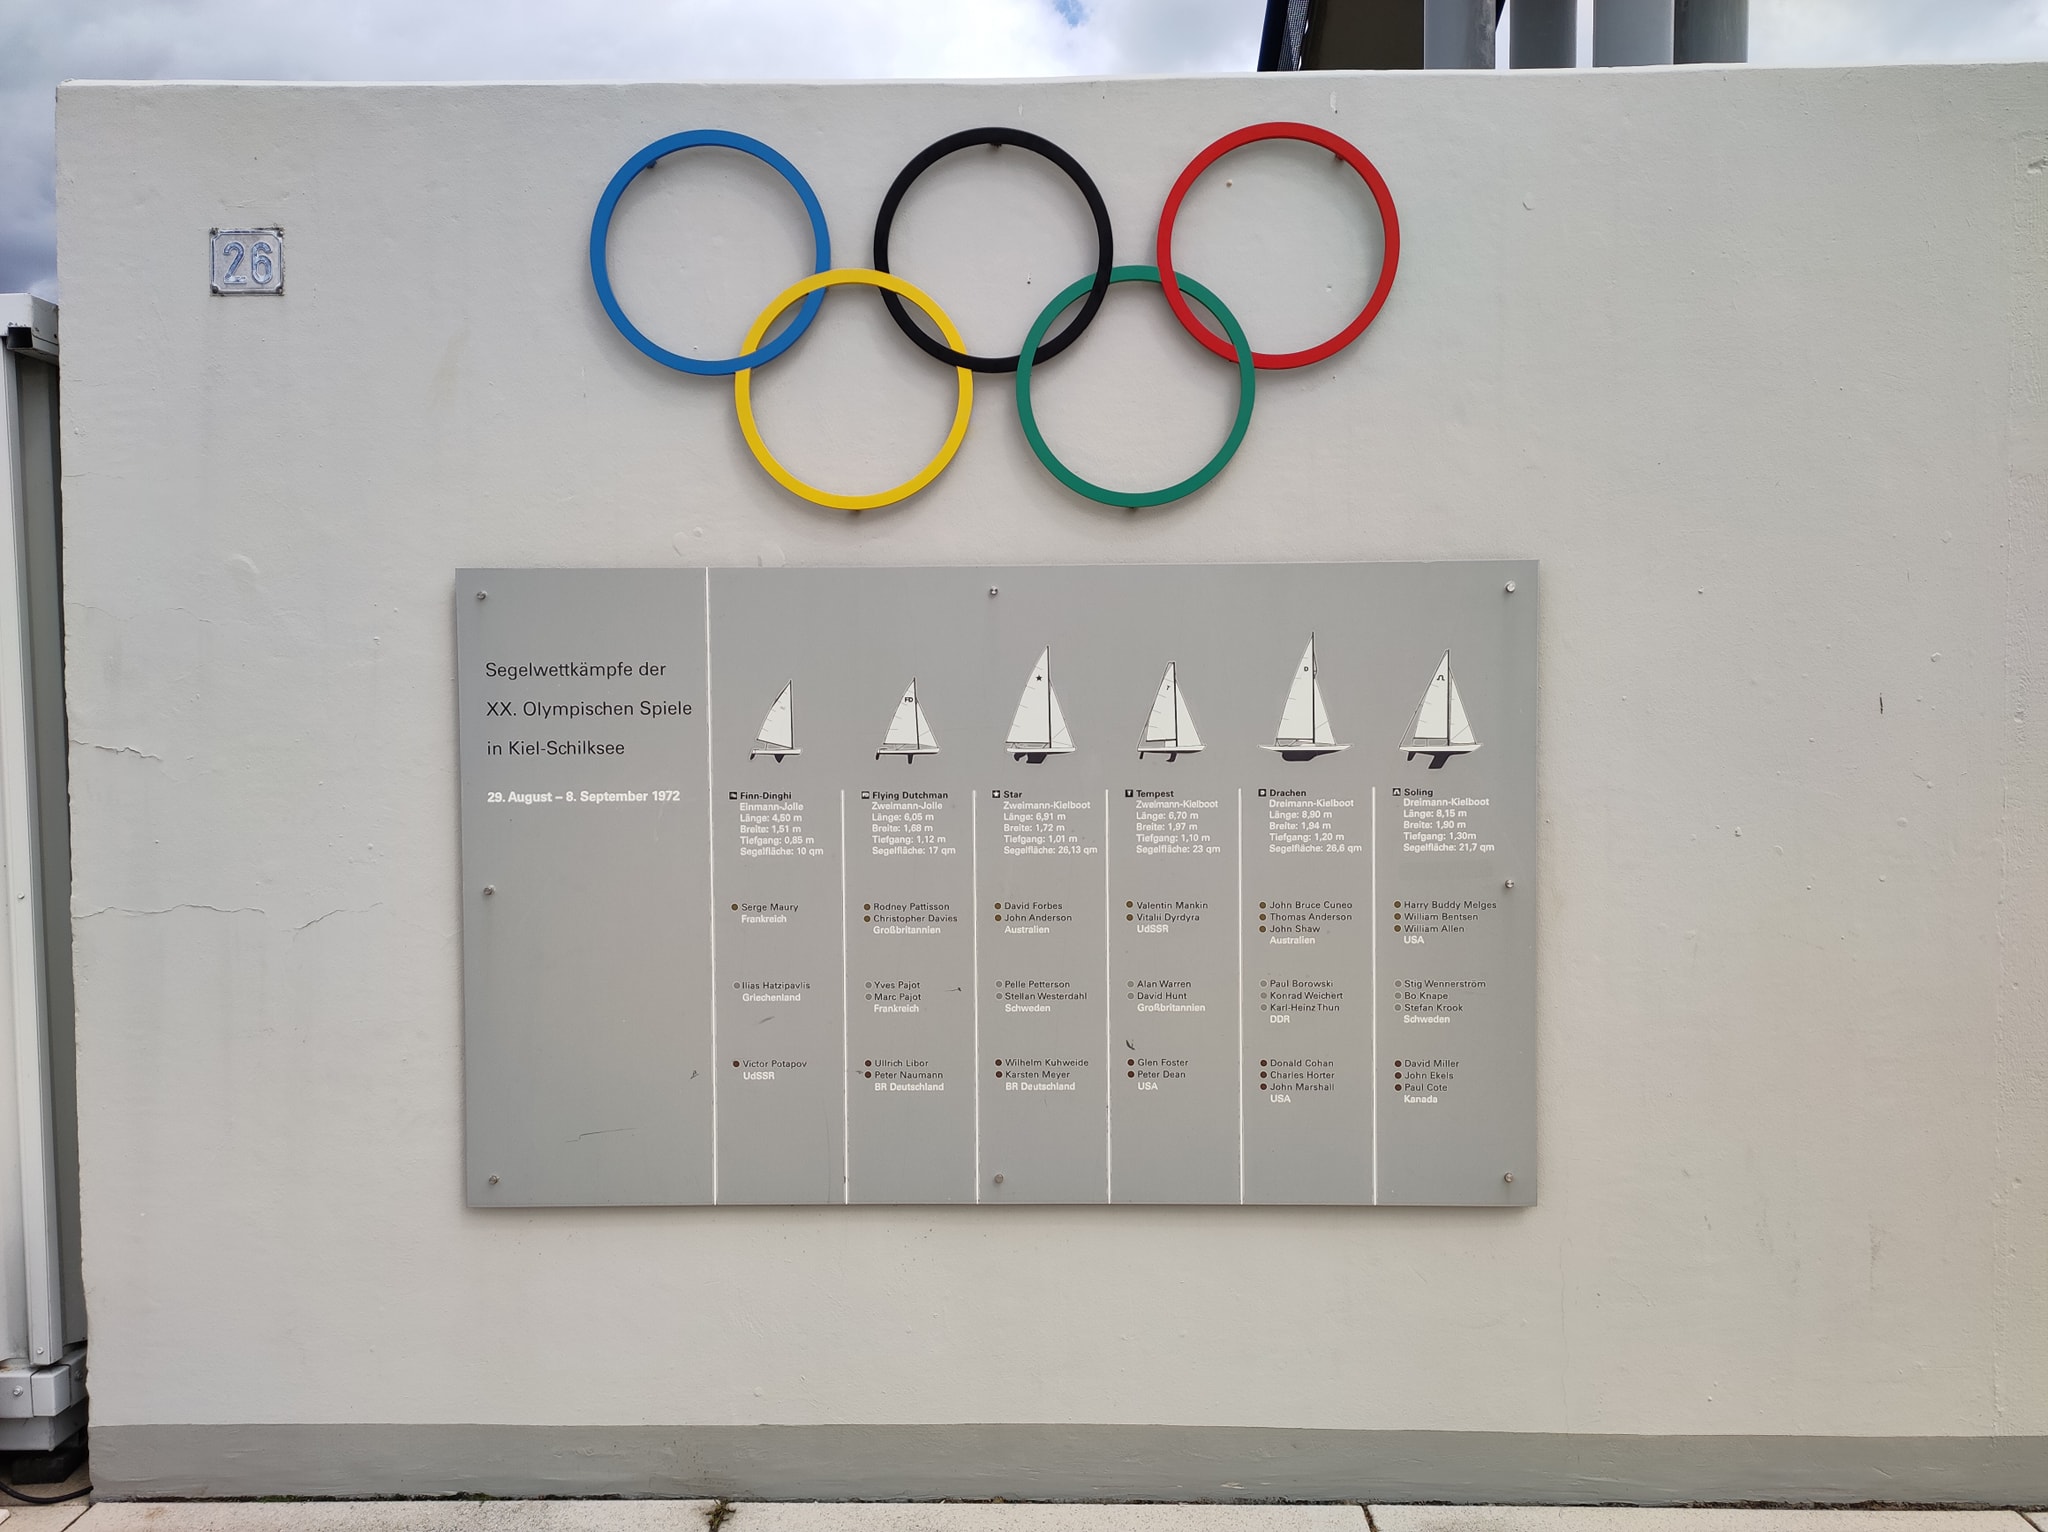 26
Segelwettkämpfe der
XX. Olympischen Spiele
in Kiel-Schilksee
29. August – 8. September 1972
FD
T
D
Finn-Dinghi
Einmann-Jolle
Länge: 4,50 m
Breite: 1,51 m
Tiefgang: 0,85 m
Segelfläche: 10 qm
Serge Maury
Frankreich
Ilias Hatzipavlis
Griechenland
Victor Potapov
UdSSR
Flying Dutchman
Zweimann-Jolle
Länge: 6,05 m
Breite: 1,68 m
Tiefgang: 1,12 m
Segelfläche: 17 qm
Rodney Pattisson
Christopher Davies
Großbritannien
Yves Pajot
Marc Pajot
Frankreich
Ullrich Libor
Peter Naumann
BR Deutschland
Star
Zweimann-Kielboot
Länge: 6,91 m
Breite: 1,72 m
Tiefgang: 1,01 m
Segelfläche: 26,13 qm
David Forbes
John Anderson
Australien
Pelle Petterson
Stellan Westerdahl
Schweden
Wilhelm Kuhweide
Karsten Meyer
BR Deutschland
Tempest
Zweimann-Kielboot
Länge: 6,70 m
Breite: 1,97 m
Tiefgang: 1,10 m
Segelfläche: 23 qm
Valentin Mankin
Vitalii Dyrdyra
UdSSR
Alan Warren
David Hunt
Großbritannien
Glen Foster
Peter Dean
USA
Drachen
Dreimann-Kielboot
Länge: 8,90 m
Breite: 1,94 m
Tiefgang: 1,20 m
Segelfläche: 26,6 qm
John Bruce Cuneo
Thomas Anderson
John Shaw
Australien
Paul Borowski
Konrad Weichert
Karl-Heinz Thun
DDR
Donald Cohan
Charles Horter
John Marshall
USA
Soling
Dreimann-Kielboot
Länge: 8,15 m
Breite: 1,90 m
Tiefgang: 1,30m
Segelfläche: 21,7 qm
Harry Buddy Melges
William Bentsen
William Allen
USA
Stig Wennerström
Bo Knape
Stefan Krook
Schweden
David Miller
John Ekels
Paul Cote
Kanada